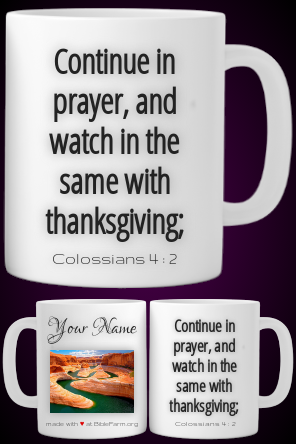 Continue in
prayer, and
watch in the
same with
thanksgiving;
Colossians 4:2
Your Name
made with ♥ at BibleFarm.org
Continue in
prayer, and
watch in the
same with
thanksgiving;
Colossians 4:2